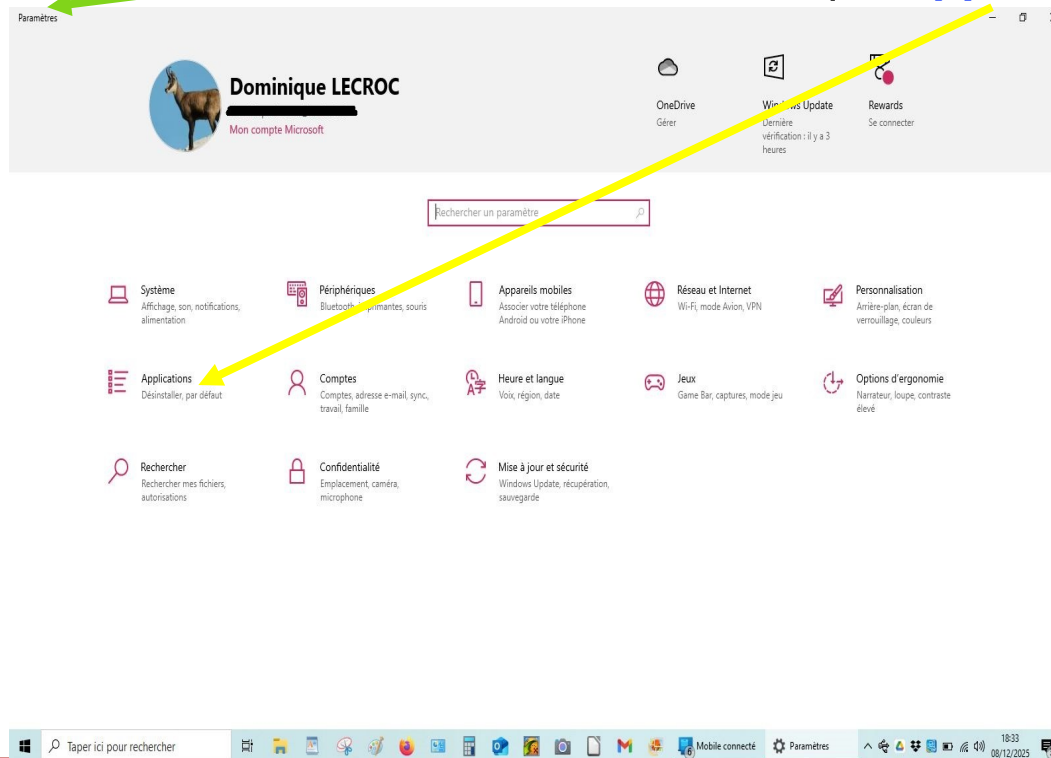 Paramètres
Dominique LECROC
Mon compte Microsoft
OneDrive
Gérer
Windows Update
Dernière
vérification : il y a 3
heures
Rewards
Se connecter
Rechercher un paramètre
Système
Affichage, son, notifications,
alimentation
Périphériques
Bluetooth, imprimantes, souris
Appareils mobiles
Associer votre téléphone
Android ou votre iPhone
Réseau et Internet
Wi-Fi, mode Avion, VPN
Personnalisation
Arrière-plan, écran de
verrouillage, couleurs
Applications
Désinstaller, par défaut
Comptes
Comptes, adresse e-mail, sync.,
travail, famille
Heure et langue
Voix, région, date
Jeux
Game Bar, captures, mode jeu
Options d'ergonomie
Narrateur, loupe, contraste
élevé
Rechercher
Rechercher mes fichiers,
autorisations
Confidentialité
Emplacement, caméra,
microphone
Mise à jour et sécurité
Windows Update, récupération,
sauvegarde
Taper ici pour rechercher
6
Mobile connecté
Paramètres
18:33
08/12/2025